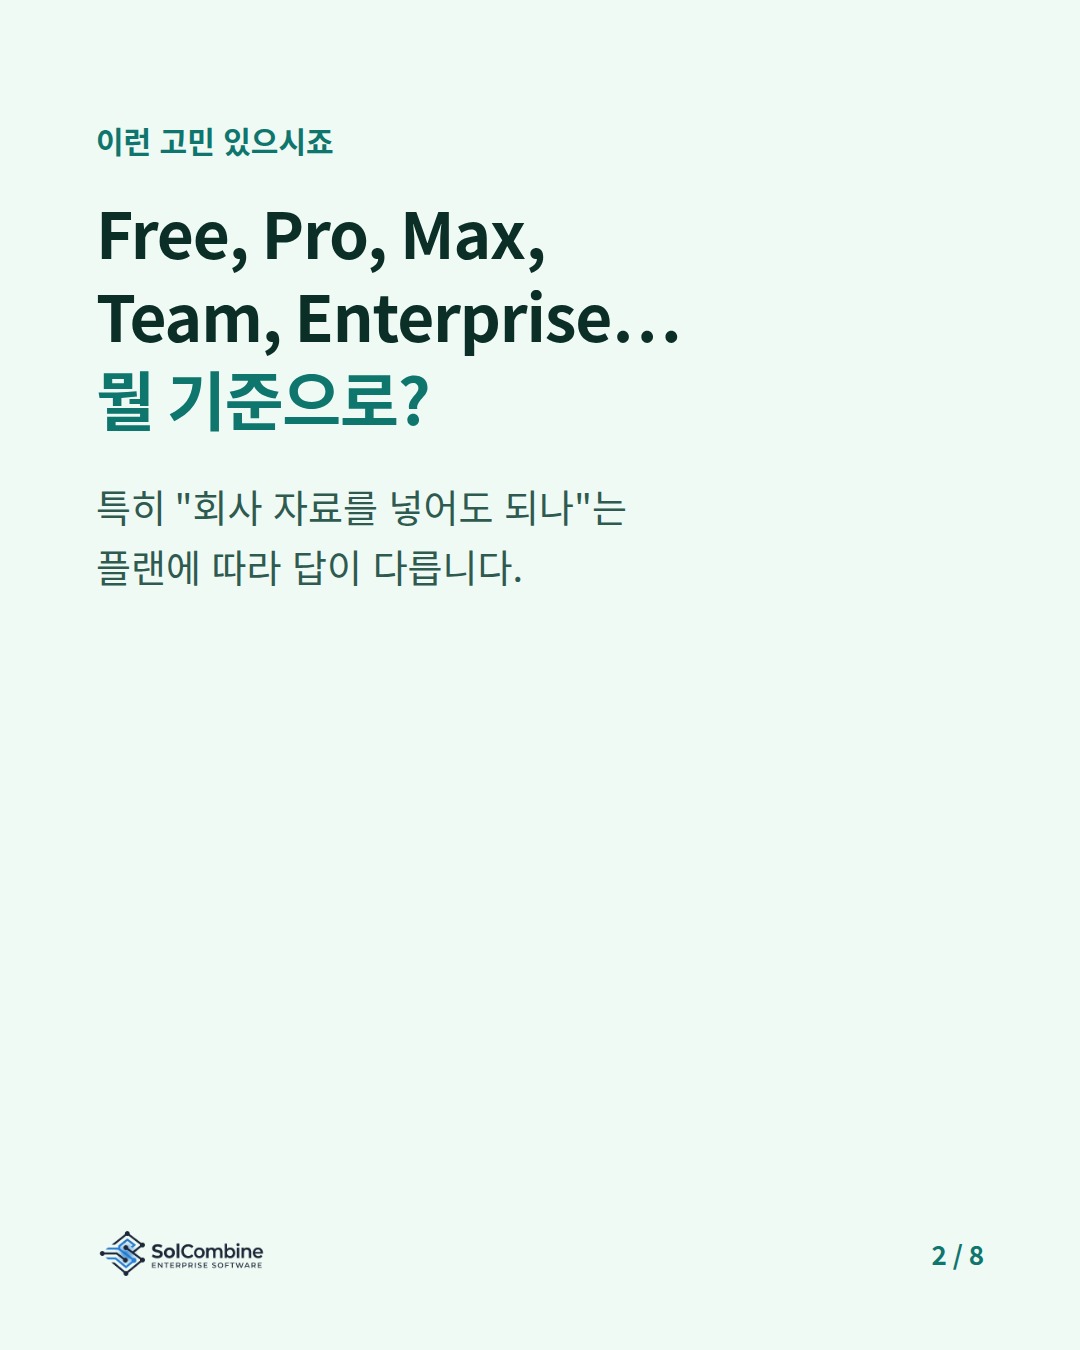 이런 고민 있으시죠
Free, Pro, Max,
Team, Enterprise…
뭘 기준으로?
특히 "회사 자료를 넣어도 되나"는
플랜에 따라 답이 다릅니다.
SolCombine
ENTERPRISE SOFTWARE
2 / 8